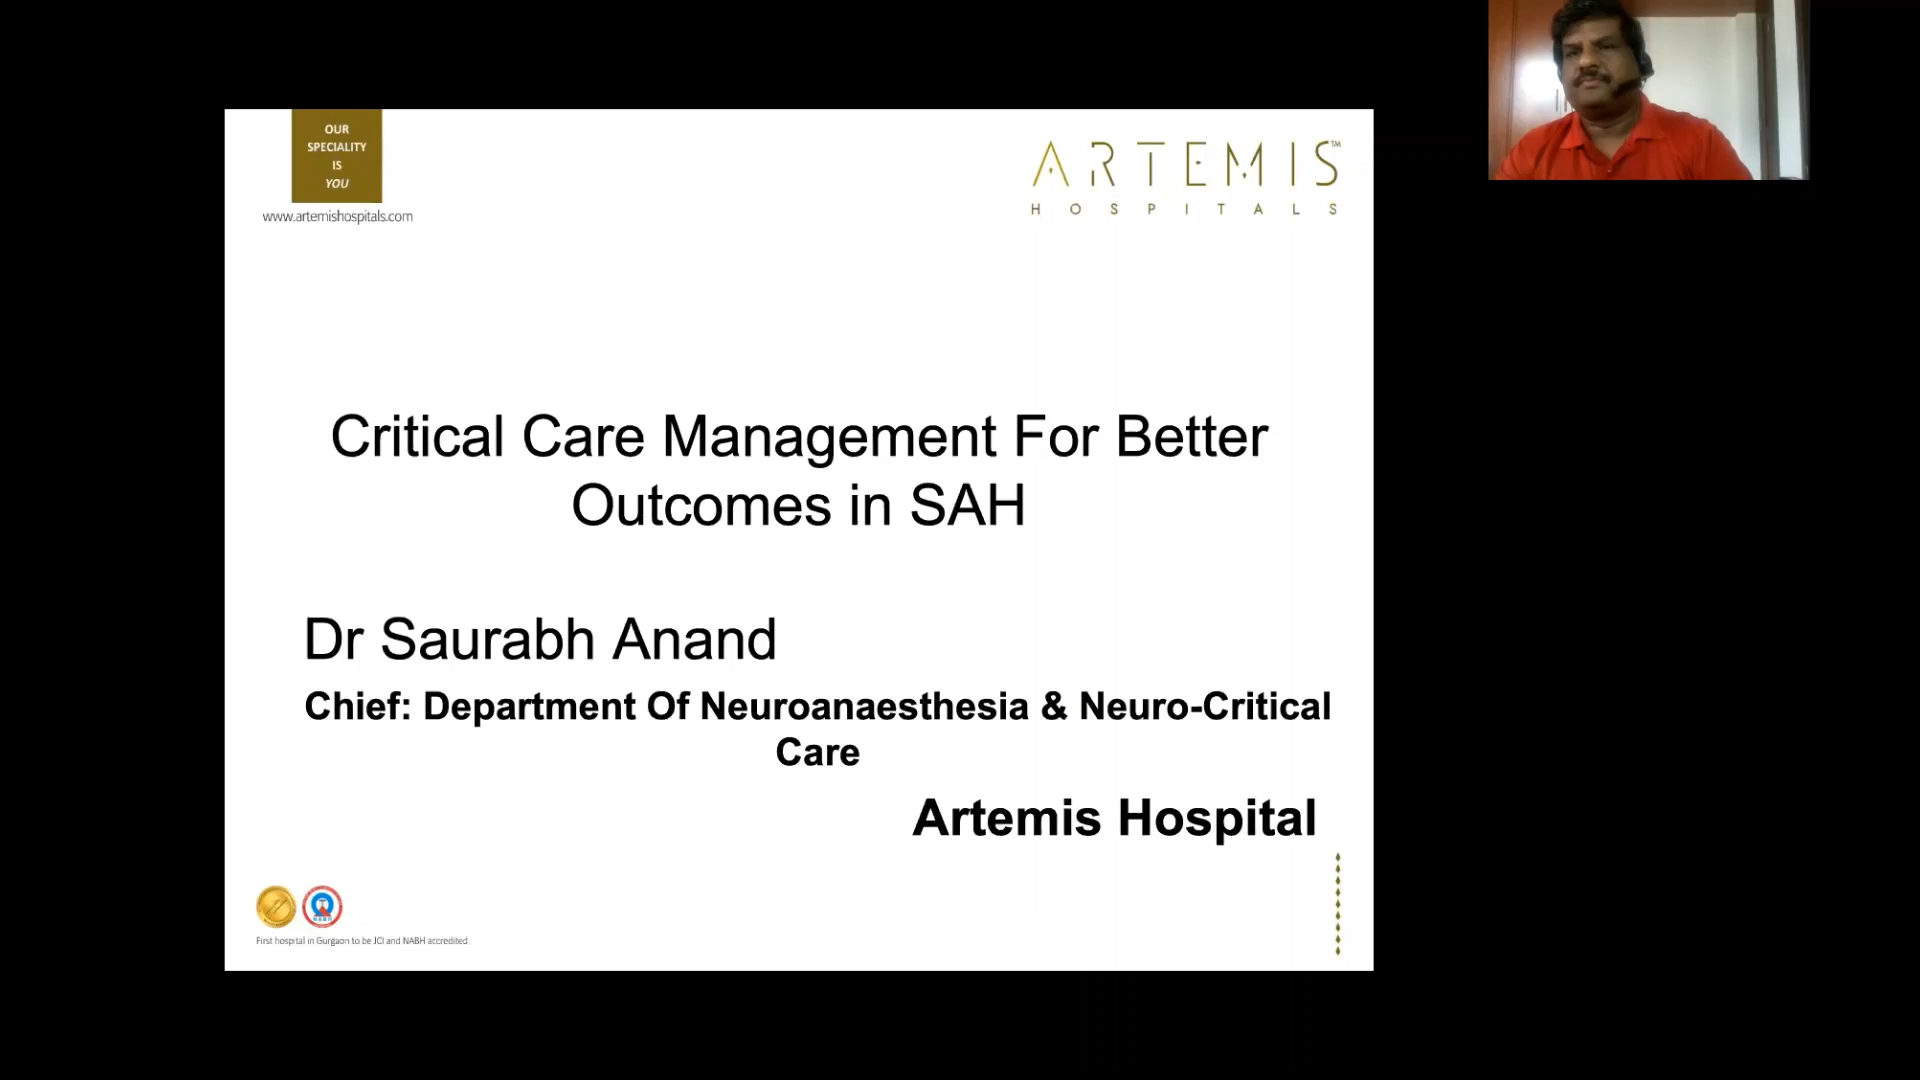 OUR
SPECIALITY
IS
YOU
www.artemishospitals.com
ARTEMIS™
HOSPITALS
Critical Care Management For Better
Outcomes in SAH
Dr Saurabh Anand
Chief: Department Of Neuroanaesthesia & Neuro-Critical
Care
Artemis Hospital
First hospital in Gurgaon to be JCI and NABH accredited.